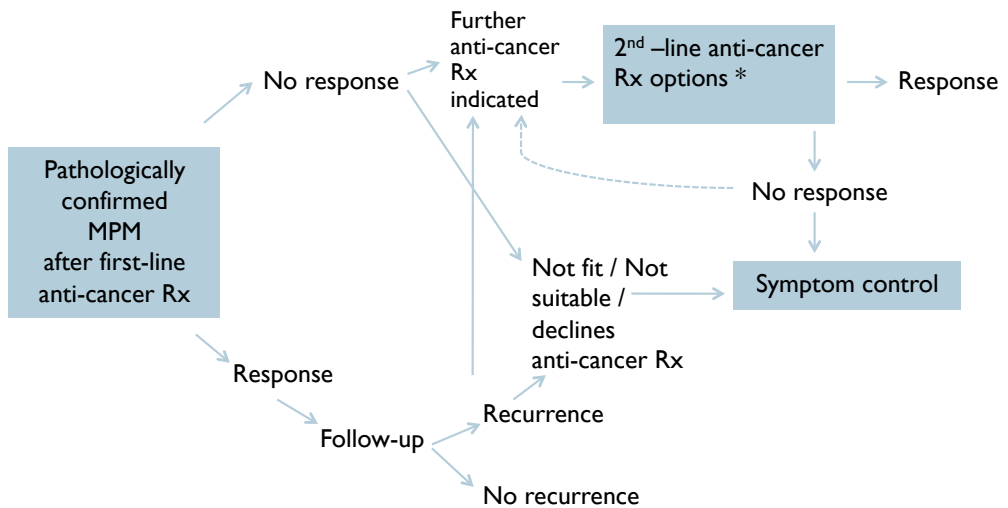 Further
anti-cancer
Rx
indicated
2nd –line anti-cancer
Rx options *
No response
Response
Pathologically
confirmed
MPM
after first-line
anti-cancer Rx
No response
Not fit / Not
suitable /
declines
anti-cancer Rx
Symptom control
Response
Recurrence
Follow-up
No recurrence